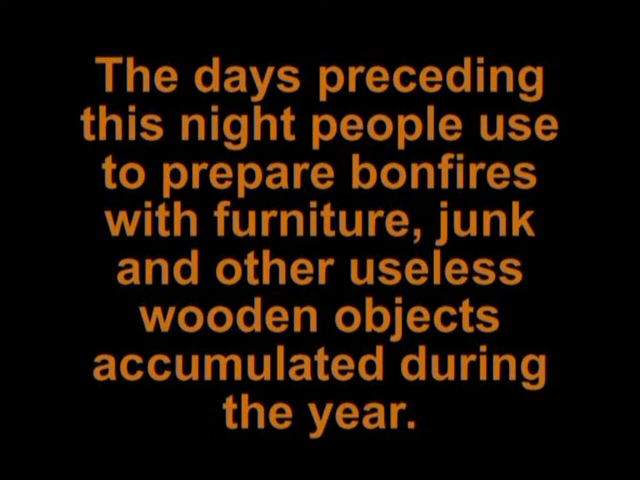 The days preceding
this night people use
to prepare bonfires
with furniture, junk
and other useless
wooden objects
accumulated during
the year.